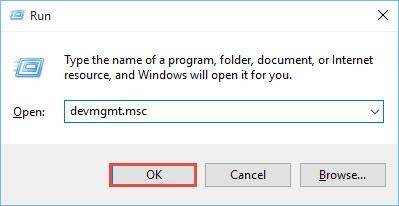 Run
Type the name of a program, folder, document, or Internet
resource, and Windows will open it for you.
Open: devmgmt.msc
OK Cancel Browse...